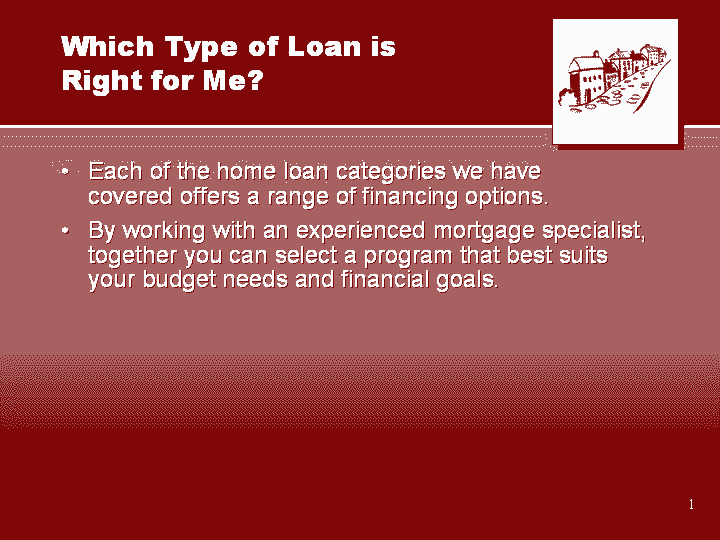 Which Type of Loan is
Right for Me?
• Each of the home loan categories we have
covered offers a range of financing options.
• By working with an experienced mortgage specialist,
together you can select a program that best suits
your budget needs and financial goals.
1